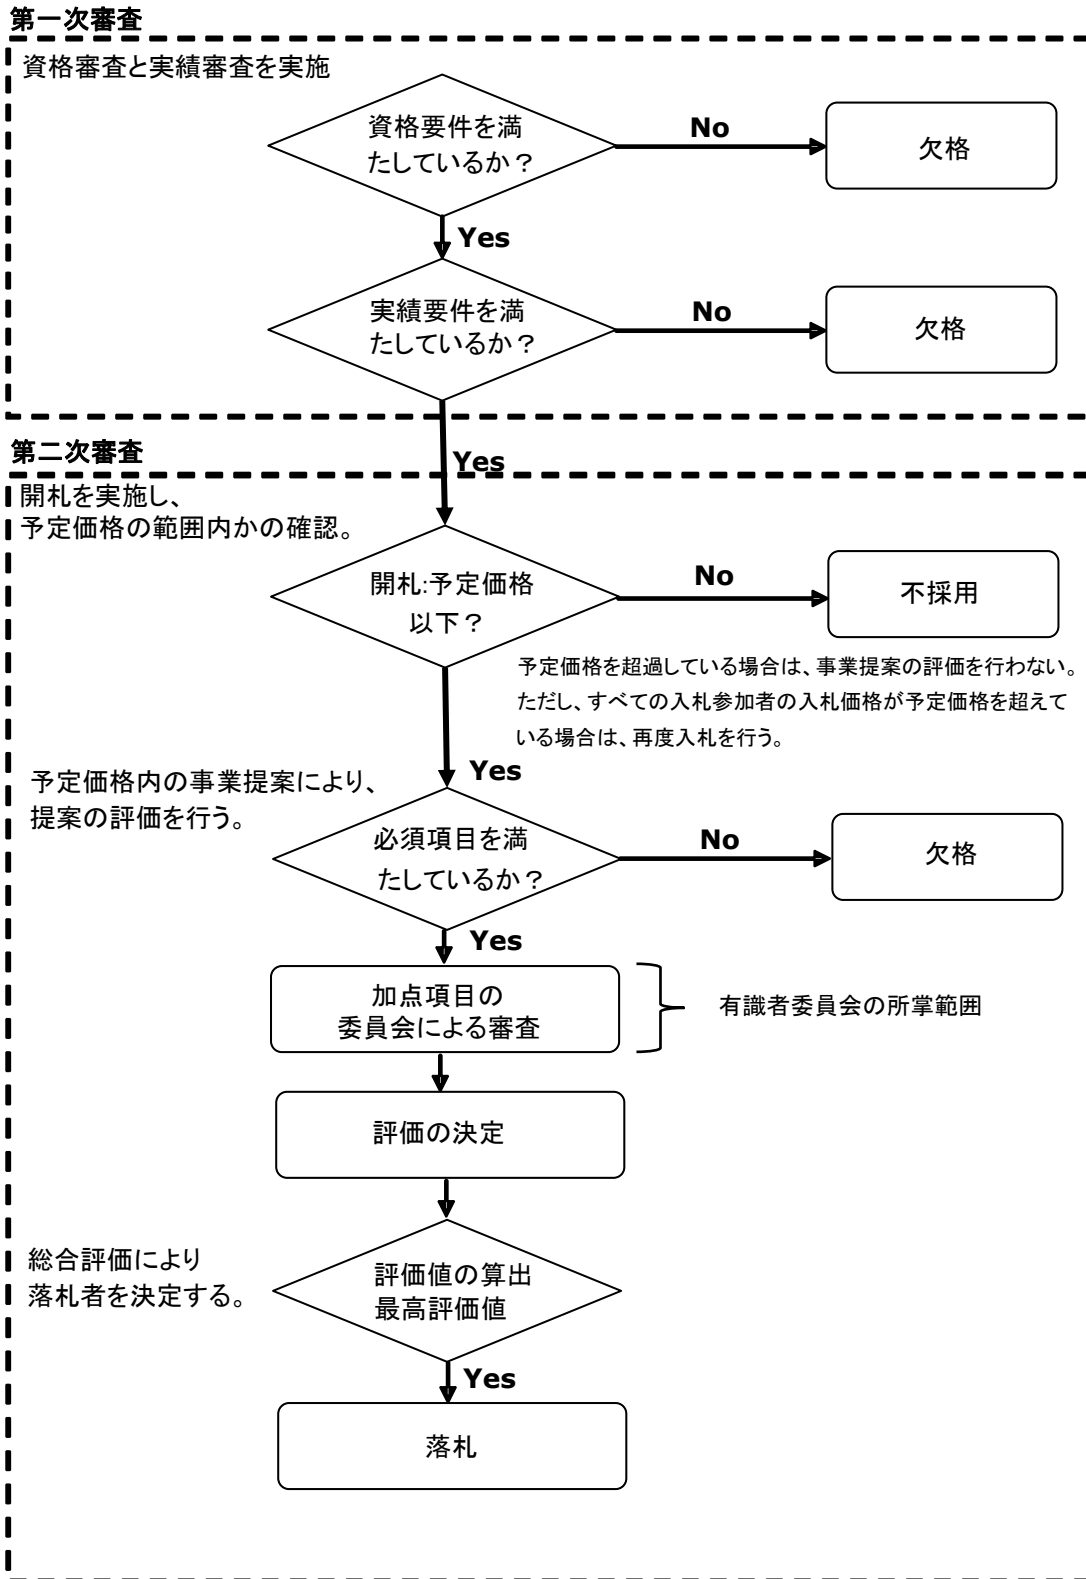 第一次審査
資格審査と実績審査を実施
資格要件を満
たしているか？
No
欠格
Yes
実績要件を満
たしているか？
No
欠格
Yes
第二次審査
開札を実施し、
予定価格の範囲内かの確認。
開札:予定価格
以下？
No
不採用
予定価格を超過している場合は、事業提案の評価を行わない。
ただし、すべての入札参加者の入札価格が予定価格を超えて
いる場合は、再度入札を行う。
Yes
予定価格内の事業提案により、
提案の評価を行う。
必須項目を満
たしているか？
No
欠格
Yes
加点項目の
委員会による審査
有識者委員会の所掌範囲
評価の決定
総合評価により
落札者を決定する。
評価値の算出
最高評価値
Yes
落札